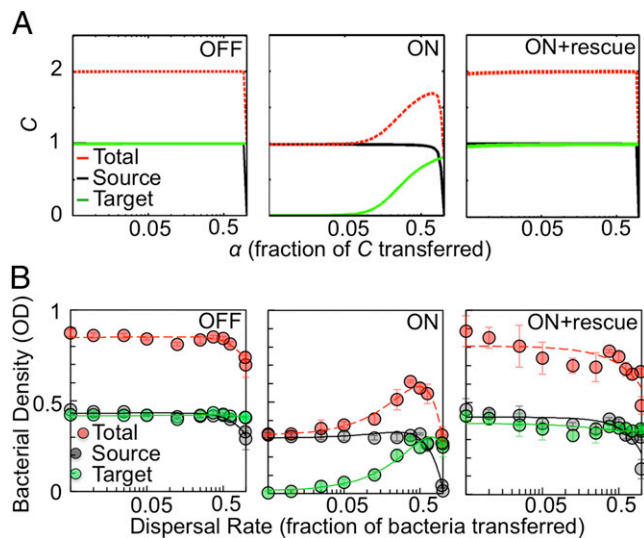 A
OFF
ON
ON+rescue
C
2
1
0
Total
Source
Target
0.05 0.5
0.05 0.5
0.05 0.5
α (fraction of C transferred)
B
OFF
ON
ON+rescue
Bacterial Density (OD)
1
0.5
0
Total
Source
Target
0.05 0.5
0.05 0.5
0.05 0.5
Dispersal Rate (fraction of bacteria transferred)